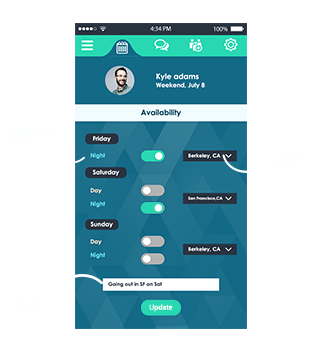 4:34 PM
100%
Kyle adams
Weekend, July 8
Availability
Friday
Night
Berkeley, CA
Saturday
Day
San Francisco,CA
Night
Sunday
Day
Berkeley, CA
Night
Going out in SF on Sat
Update